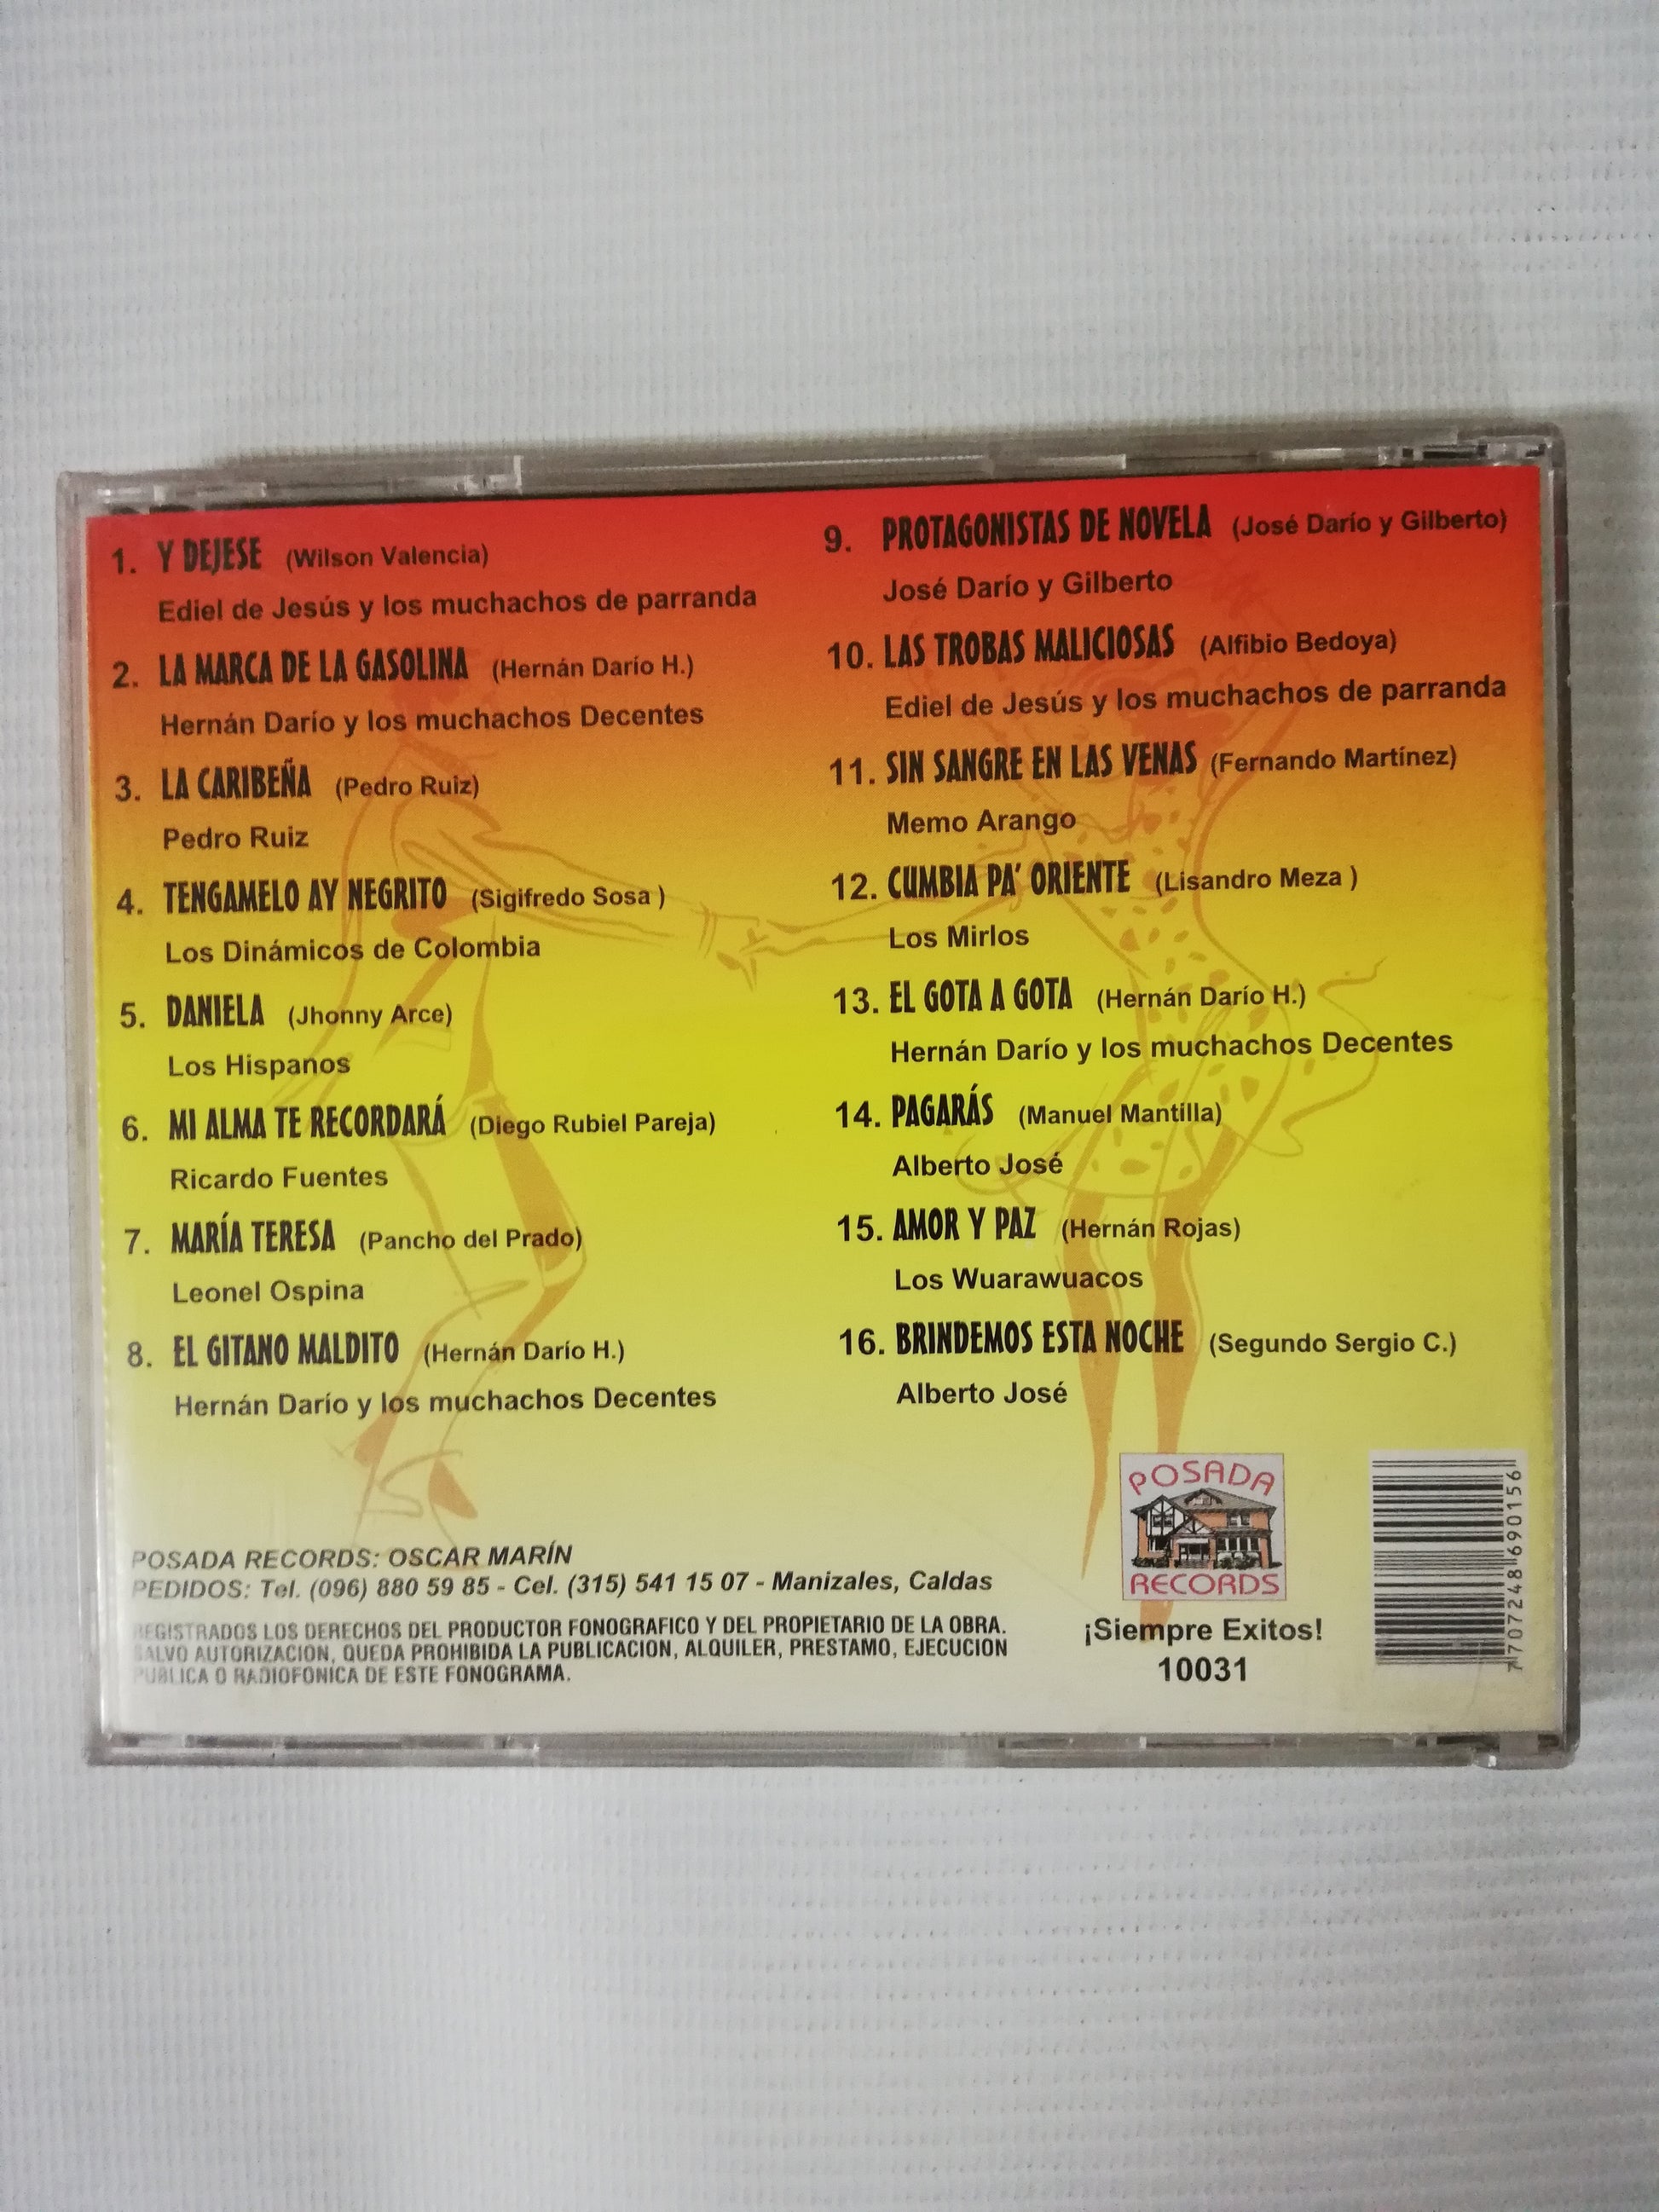 1. Y DEJESE (Wilson Valencia)
Ediel de Jesús y los muchachos de parranda
2. LA MARCA DE LA GASOLINA (Hernán Darío H.)
Hernán Darío y los muchachos Decentes
3. LA CARIBEÑA (Pedro Ruiz)
Pedro Ruiz
4. TENGAMELO AY NEGRITO (Sigifredo Sosa )
Los Dinámicos de Colombia
5. DANIELA (Jhonny Arce)
Los Hispanos
6. MI ALMA TE RECORDARÁ (Diego Rubiel Pareja)
Ricardo Fuentes
7. MARÍA TERESA (Pancho del Prado)
Leonel Ospina
8. EL GITANO MALDITO (Hernán Darío H.)
Hernán Darío y los muchachos Decentes
9. PROTAGONISTAS DE NOVELA (José Darío y Gilberto)
José Darío y Gilberto
10. LAS TROBAS MALICIOSAS (Alfibio Bedoya)
Ediel de Jesús y los muchachos de parranda
11. SIN SANGRE EN LAS VENAS (Fernando Martínez)
Memo Arango
12. CUMBIA PA' ORIENTE (Lisandro Meza )
Los Mirlos
13. EL GOTA A GOTA (Hernán Darío H.)
Hernán Darío y los muchachos Decentes
14. PAGARÁS (Manuel Mantilla)
Alberto José
15. AMOR Y PAZ (Hernán Rojas)
Los Wuarawuacos
16. BRINDEMOS ESTA NOCHE (Segundo Sergio C.)
Alberto José
POSADA RECORDS: OSCAR MARÍN
PEDIDOS: Tel. (096) 880 59 85 - Cel. (315) 541 15 07 - Manizales, Caldas
REGISTRADOS LOS DERECHOS DEL PRODUCTOR FONOGRAFICO Y DEL PROPIETARIO DE LA OBRA.
SALVO AUTORIZACION, QUEDA PROHIBIDA LA PUBLICACION, ALQUILER, PRESTAMO, EJECUCION
PUBLICA O RADIOFONICA DE ESTE FONOGRAMA.
POSADA
RECORDS
¡Siempre Exitos!
10031
7707248690156